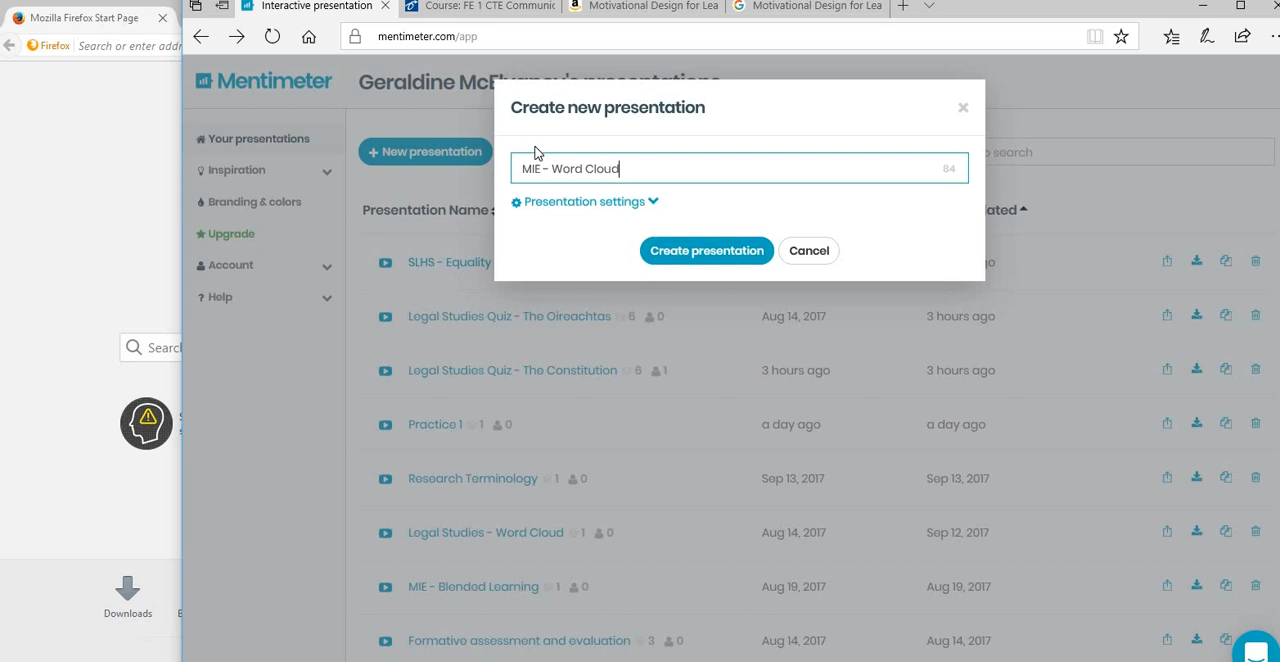 Mozilla Firefox Start Page
Firefox Search or enter addr
Search
Downloads
Interactive presentation
Course: FE 1 CTE Communic
Motivational Design for Lea
Motivational Design for Lea
mentimeter.com/app
Mentimeter
Your presentations
Inspiration
Branding & colors
Upgrade
Account
? Help
Geraldine
Create new presentation
MIE - Word Cloud 84
Presentation settings
Create presentation Cancel
+ New presentation
search
Presentation Name
SLHS - Equality
Legal Studies Quiz - The Oireachtas 6 0 Aug 14, 2017 3 hours ago
Legal Studies Quiz - The Constitution 6 1 3 hours ago 3 hours ago
Practice 1 1 0 a day ago a day ago
Research Terminology 1 0 Sep 13, 2017 Sep 13, 2017
Legal Studies - Word Cloud 1 0 Aug 14, 2017 Sep 12, 2017
MIE - Blended Learning 1 0 Aug 19, 2017 Aug 19, 2017
Formative assessment and evaluation 3 0 Aug 14, 2017 Aug 14, 2017